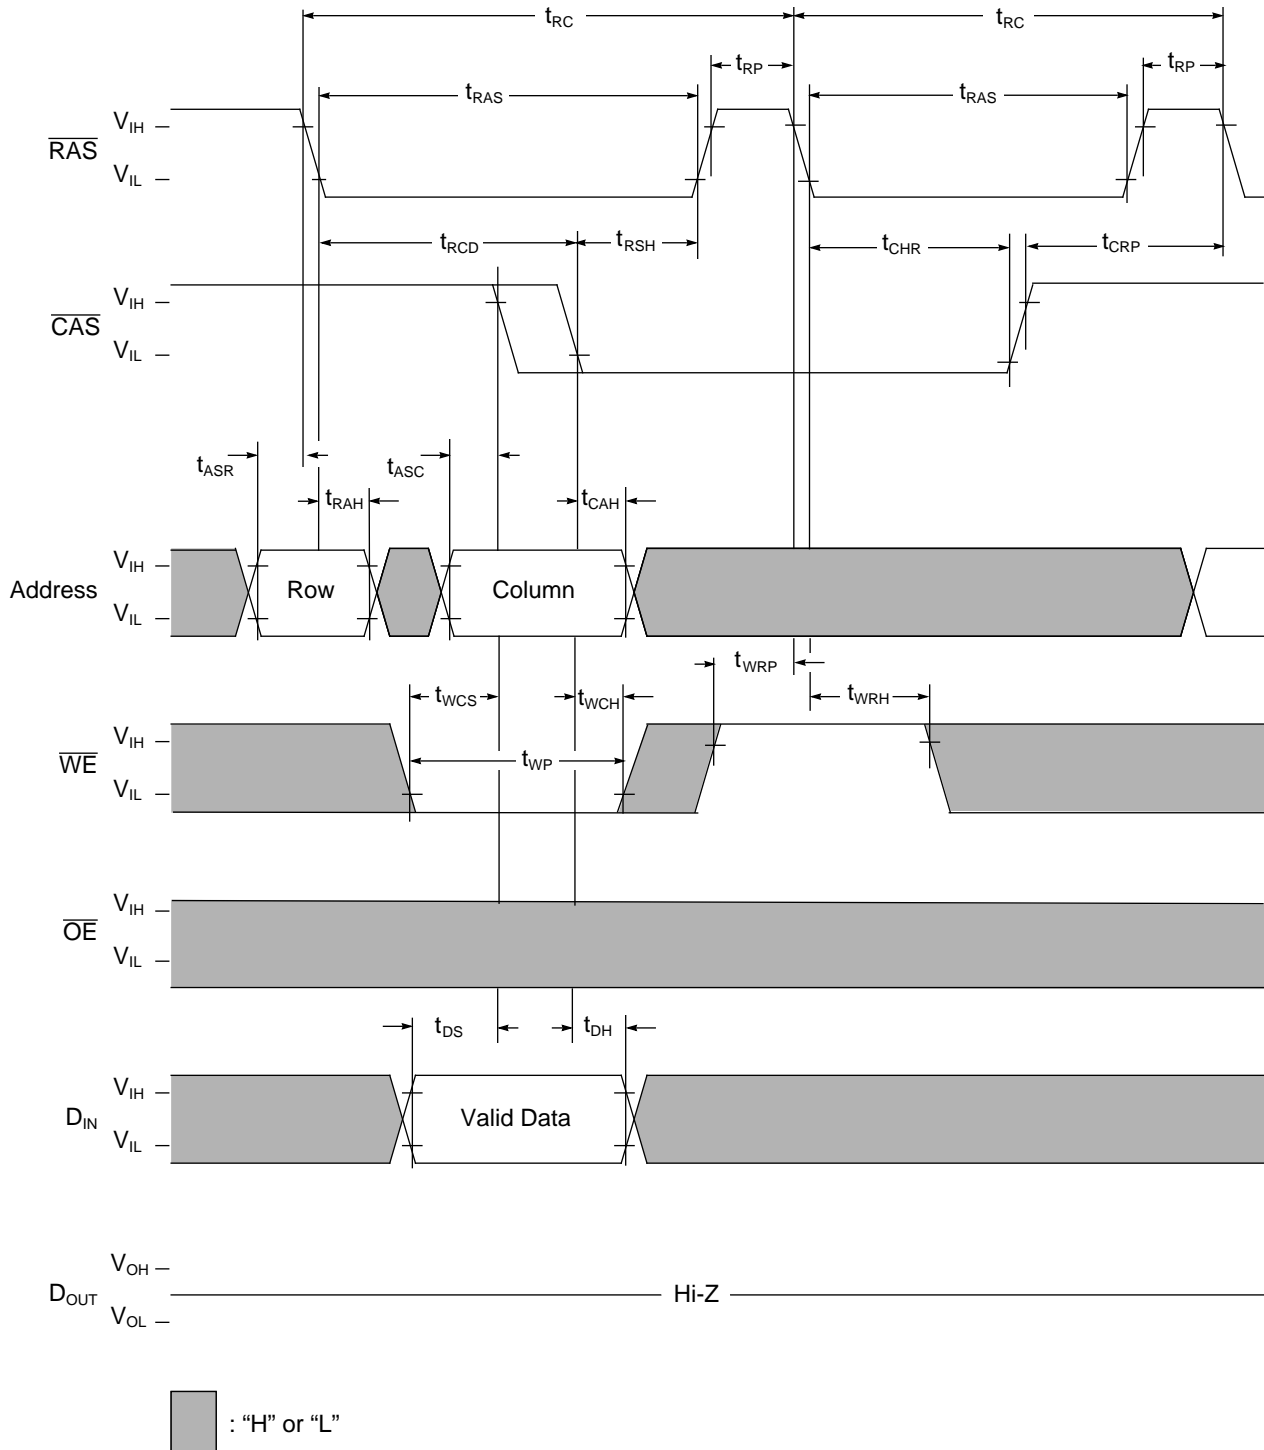 tRC tRC
tRP tRP
tRAS tRAS
VIH
RAS
VIL
tRCD tRSH tCHR tCRP
VIH
CAS
VIL
tASR tASC
tRAH tCAH
VIH
Address Row Column
VIL
tWRP
tWCS tWCH tWRH
VIH
WE tWP
VIL
VIH
OE
VIL
tDS tDH
VIH
DIN Valid Data
VIL
VOH
DOUT Hi-Z
VOL
: “H” or “L”